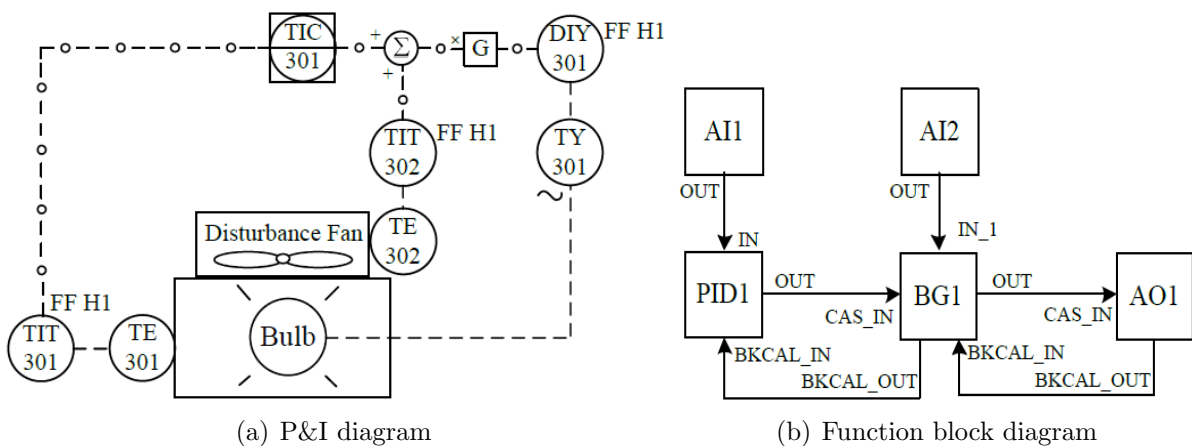 TIC
301
+
Σ
+
×
G
DIY
301
FF H1
TIT
302
FF H1
TY
301
~
Disturbance Fan
TE
302
FF H1
TIT
301
TE
301
Bulb
(a) P&I diagram
AI1
AI2
OUT
OUT
IN
IN_1
PID1
OUT
CAS_IN
BG1
OUT
CAS_IN
AO1
BKCAL_IN
BKCAL_OUT
BKCAL_IN
BKCAL_OUT
(b) Function block diagram